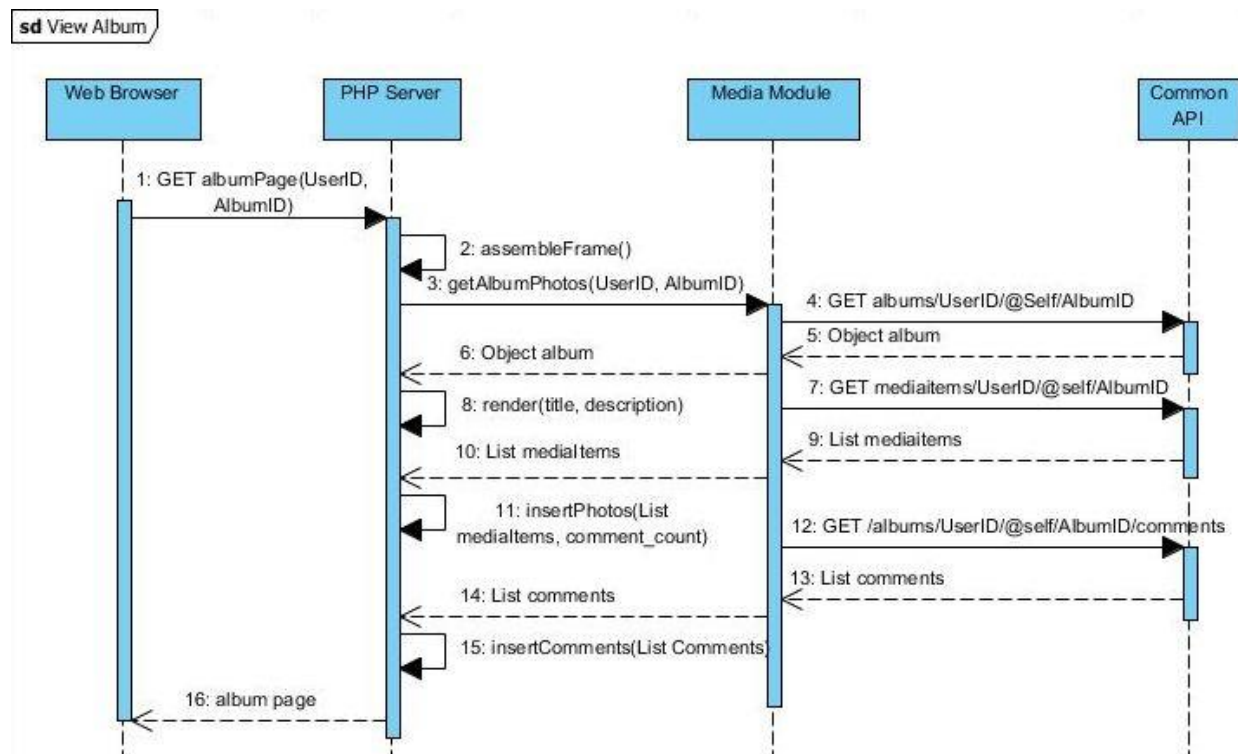 sd View Album
Web Browser
PHP Server
Media Module
Common
API
1: GET albumPage(UserID,
AlbumID)
2: assembleFrame()
3: getAlbumPhotos(UserID, AlbumID)
4: GET albums/UserID/@Self/AlbumID
5: Object album
6: Object album
7: GET mediaitems/UserID/@self/AlbumID
8: render(title, description)
9: List mediaitems
10: List mediaItems
11: insertPhotos(List
mediaItems, comment_count)
12: GET /albums/UserID/@self/AlbumID/comments
13: List comments
14: List comments
15: insertComments(List Comments)
16: album page